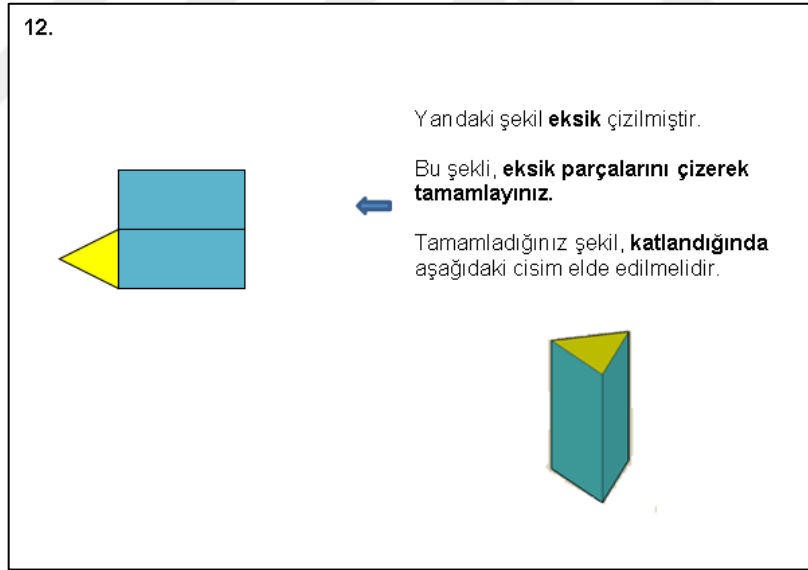 12.
Yandaki şekil eksik çizilmiştir.
Bu şekli, eksik parçalarını çizerek
tamamlayınız.
Tamamladığınız şekil, katlandığında
aşağıdaki cisim elde edilmelidir.